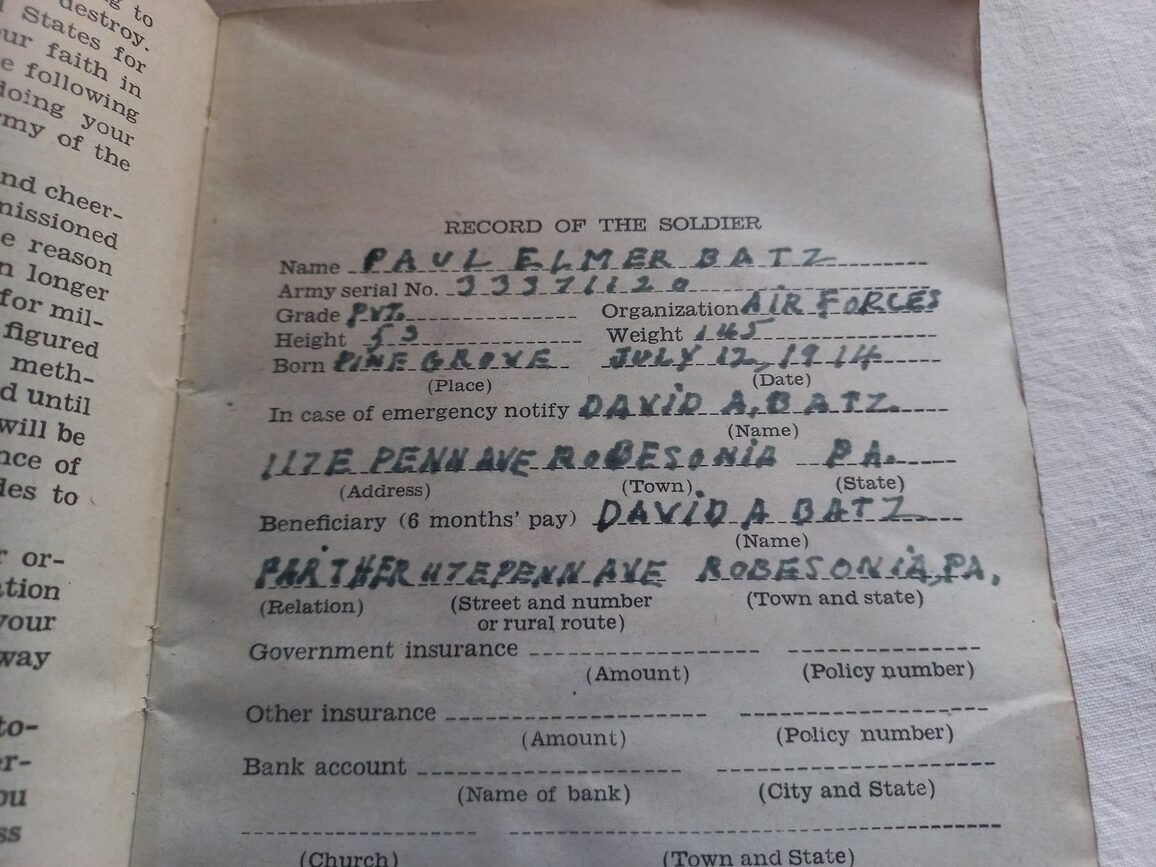 g to
destroy.
States for
ur faith in
e following
doing your
my of the
nd cheer-
missioned
e reason
n longer
for mil-
figured
meth-
d until
will be
nce of
des to
r or-
ation
your
way
to-
er-
ou
ss
RECORD OF THE SOLDIER
Name PAUL ELMER BATZ
Army serial No. 33371120
Grade Pvt. Organization AIR FORCES
Height 53 Weight 145
Born PINE GROVE JULY 12, 1914
(Place) (Date)
In case of emergency notify DAVID A, BATZ
(Name)
117E PENN AVE ROBESONIA PA.
(Address) (Town) (State)
Beneficiary (6 months' pay) DAVID A BATZ
(Name)
117E PENN AVE ROBESONIA, PA.
(Relation) (Street and number (Town and state)
or rural route)
Government insurance
(Amount) (Policy number)
Other insurance
(Amount) (Policy number)
Bank account
(Name of bank) (City and State)
(Church) (Town and State)